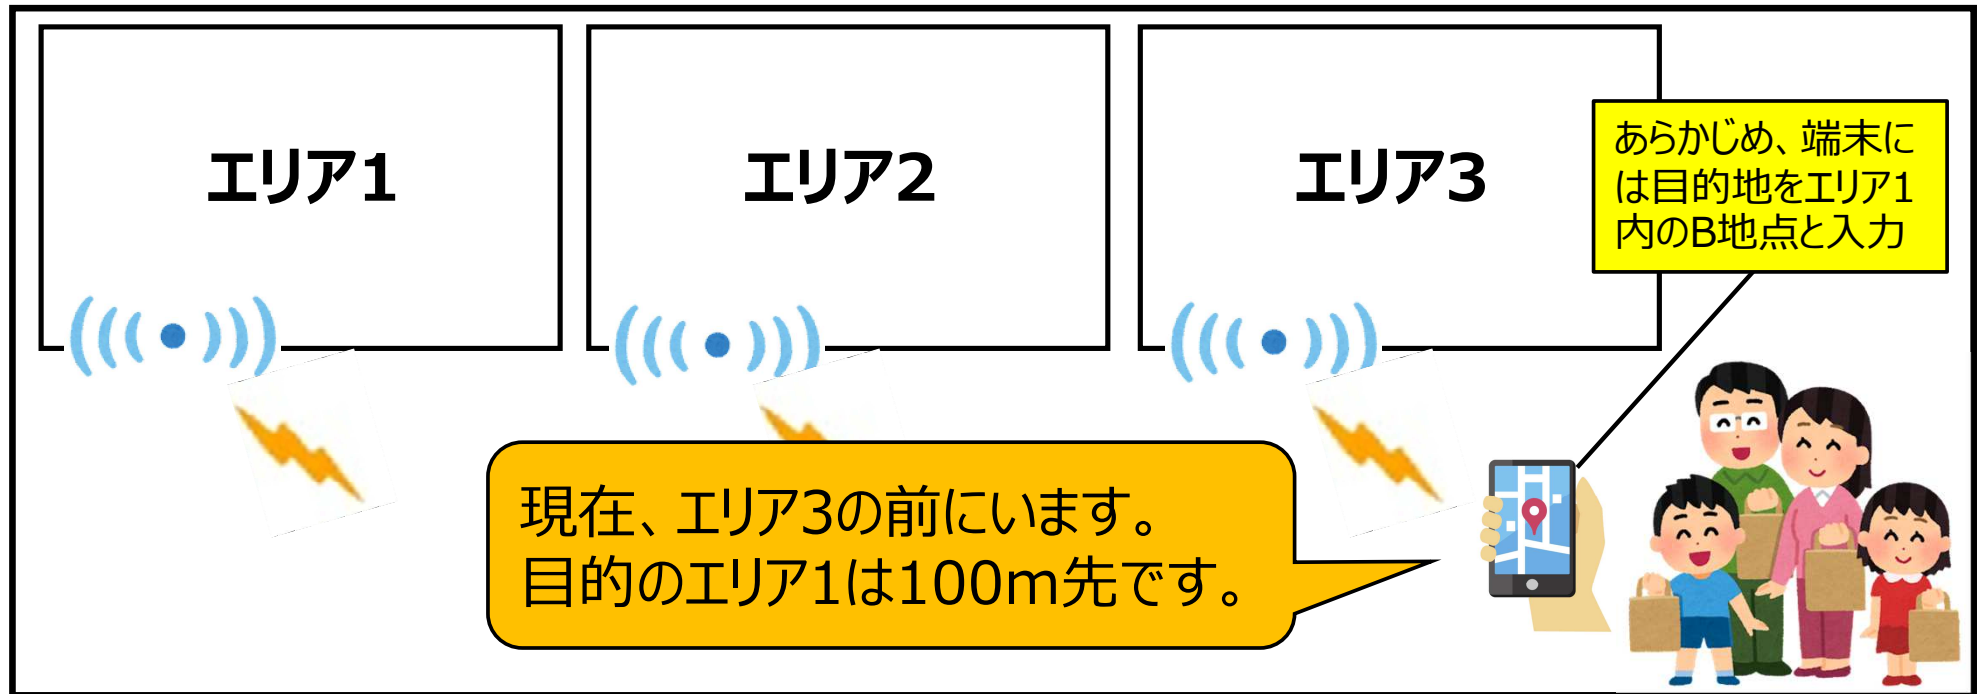 エリア1
エリア2
エリア3
あらかじめ、端末に
は目的地をエリア1
内のB地点と入力
現在、エリア3の前にいます。
目的のエリア1は100m先です。